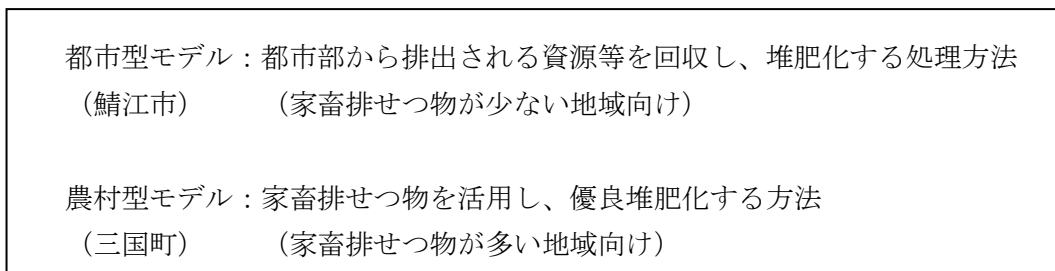 都市型モデル：都市部から排出される資源等を回収し、堆肥化する処理方法
（鯖江市）　　（家畜排せつ物が少ない地域向け）
農村型モデル：家畜排せつ物を活用し、優良堆肥化する方法
（三国町）　　（家畜排せつ物が多い地域向け）